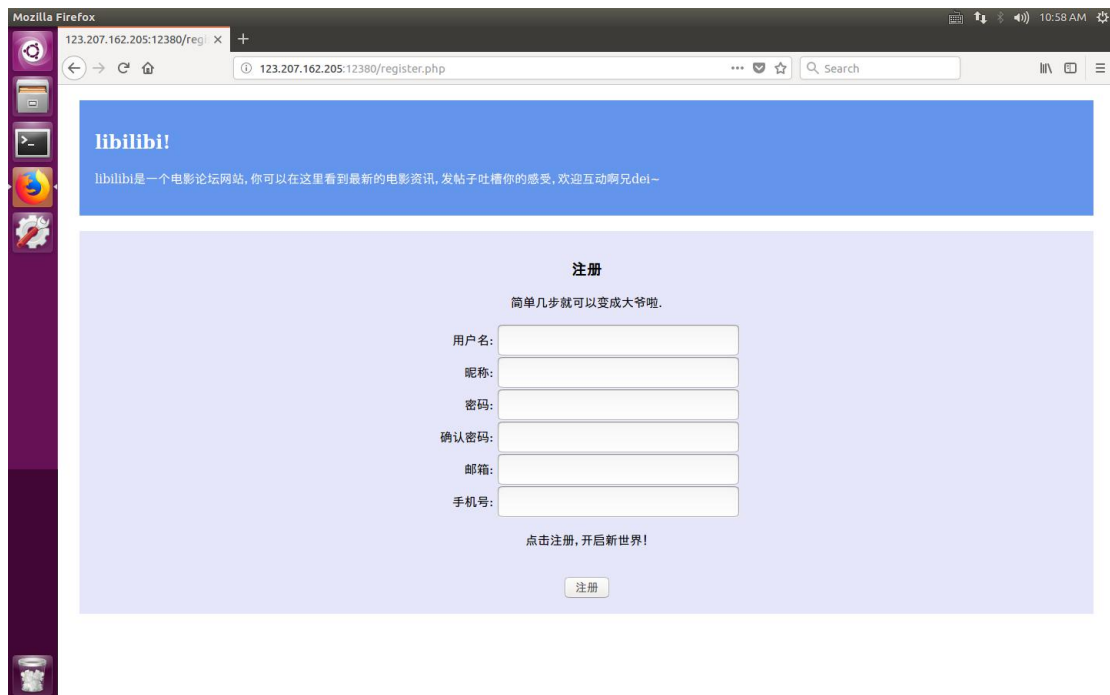 Mozilla Firefox
10:58 AM
123.207.162.205:12380/regi
123.207.162.205:12380/register.php
Search
libilibi!
libilibi是一个电影论坛网站,你可以在这里看到最新的电影资讯,发帖子吐槽你的感受,欢迎互动啊兄dei~
注册
简单几步就可以变成大爷啦.
用户名:
昵称:
密码:
确认密码:
邮箱:
手机号:
点击注册,开启新世界!
注册